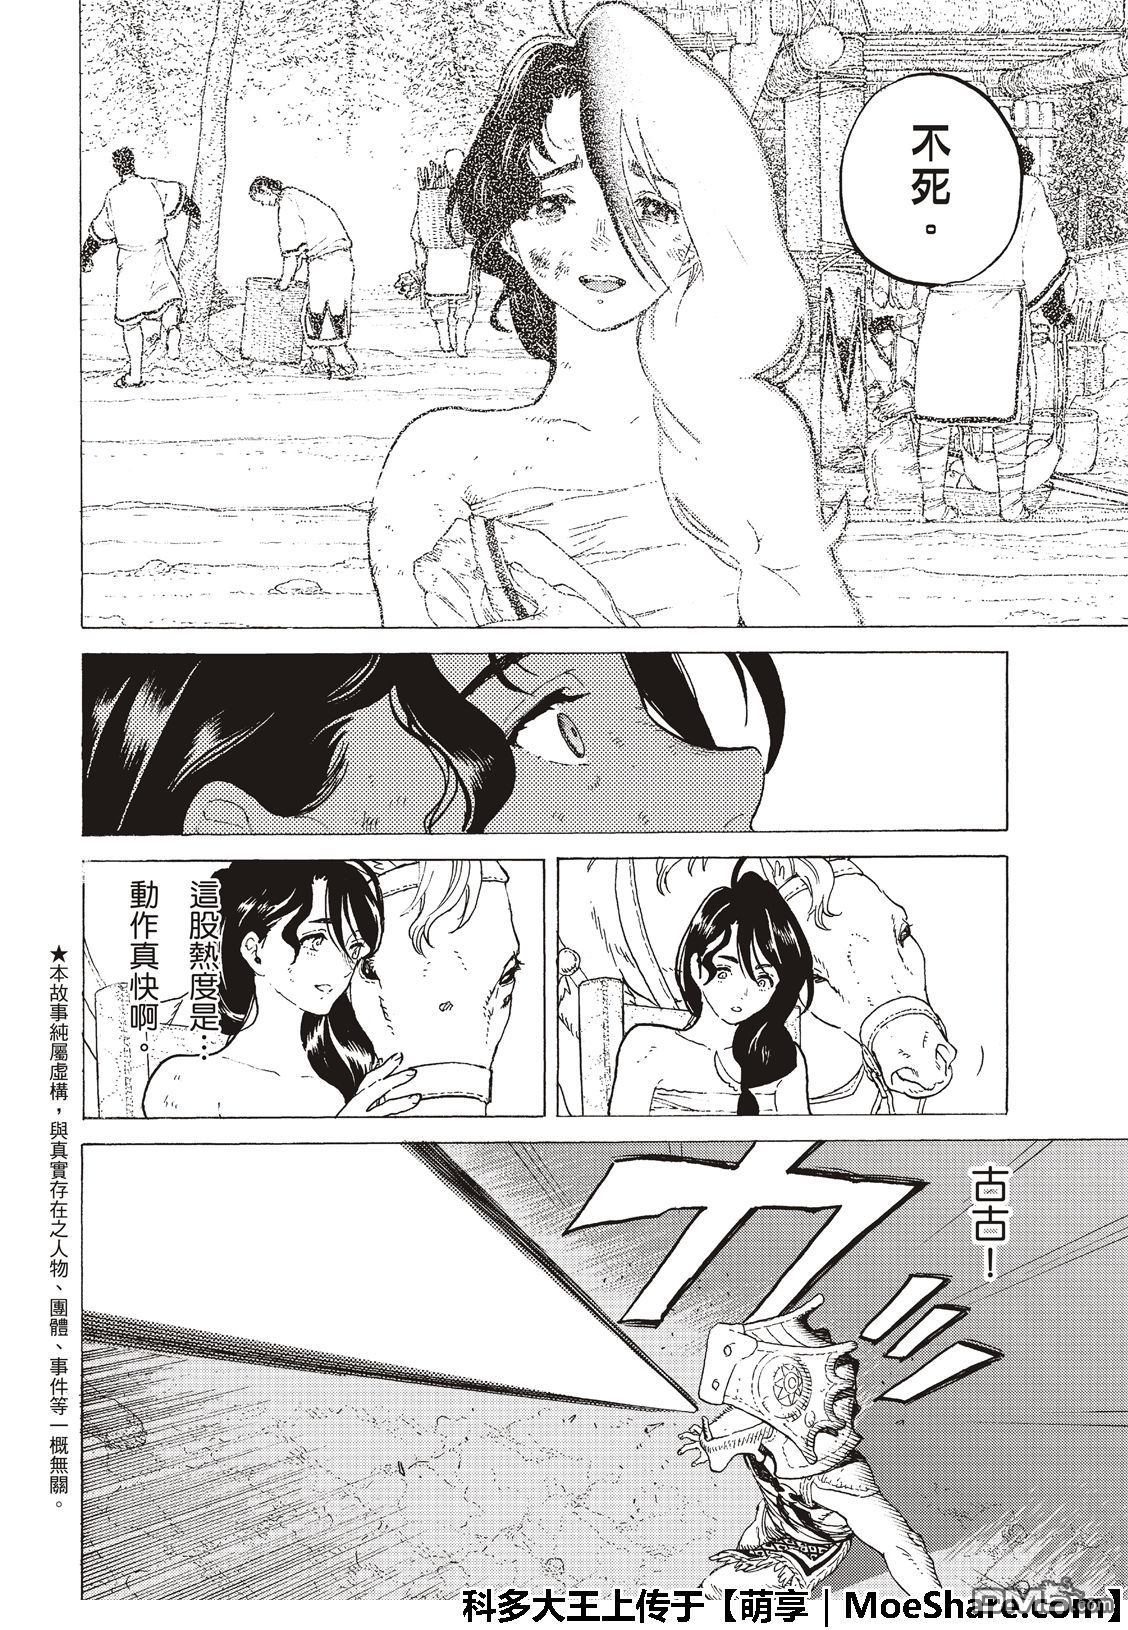 不死。
這股熱度是…
動作真快啊。
古古！
カッ
★本故事純屬虛構，與真實存在之人物、團體、事件等一概無關。
科多大王上传于【萌享｜MoeShare.com】